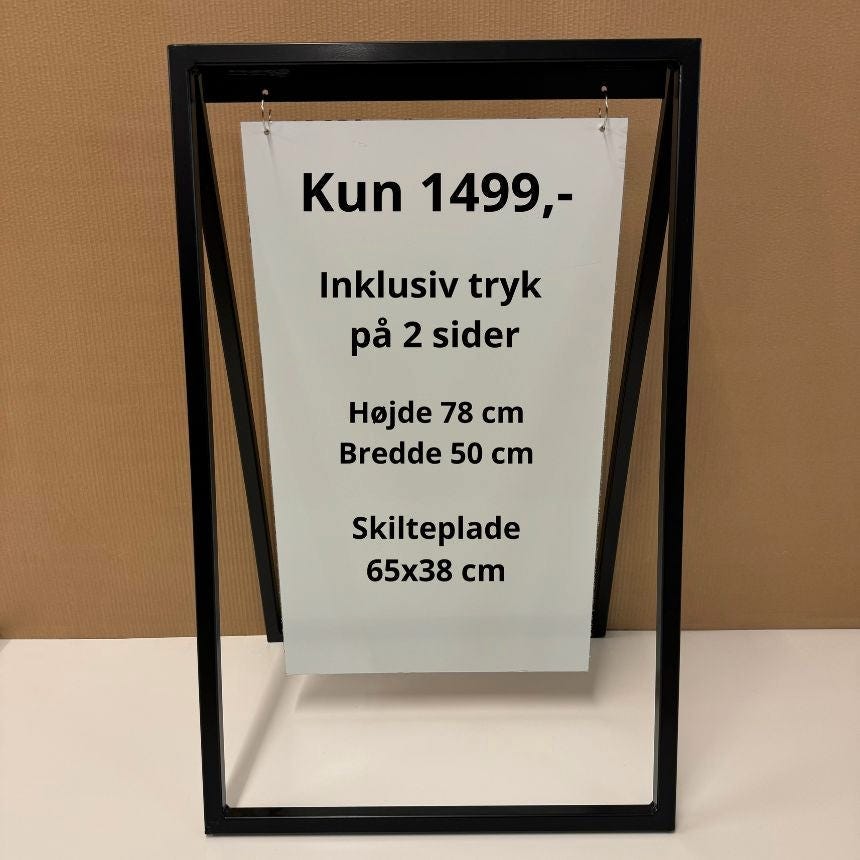 Kun 1499,-
Inklusiv tryk
på 2 sider
Højde 78 cm
Bredde 50 cm
Skilteplade
65x38 cm